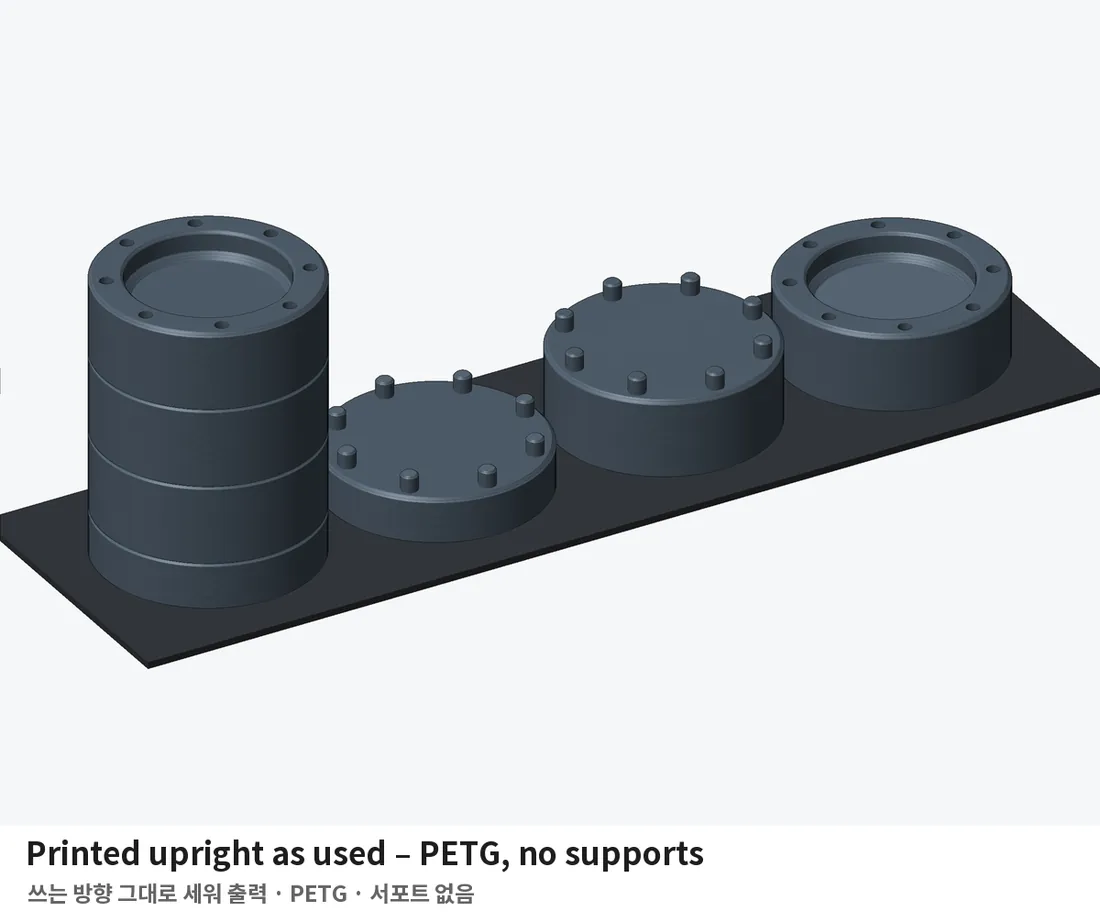 Printed upright as used – PETG, no supports
쓰는 방향 그대로 세워 출력 · PETG · 서포트 없음